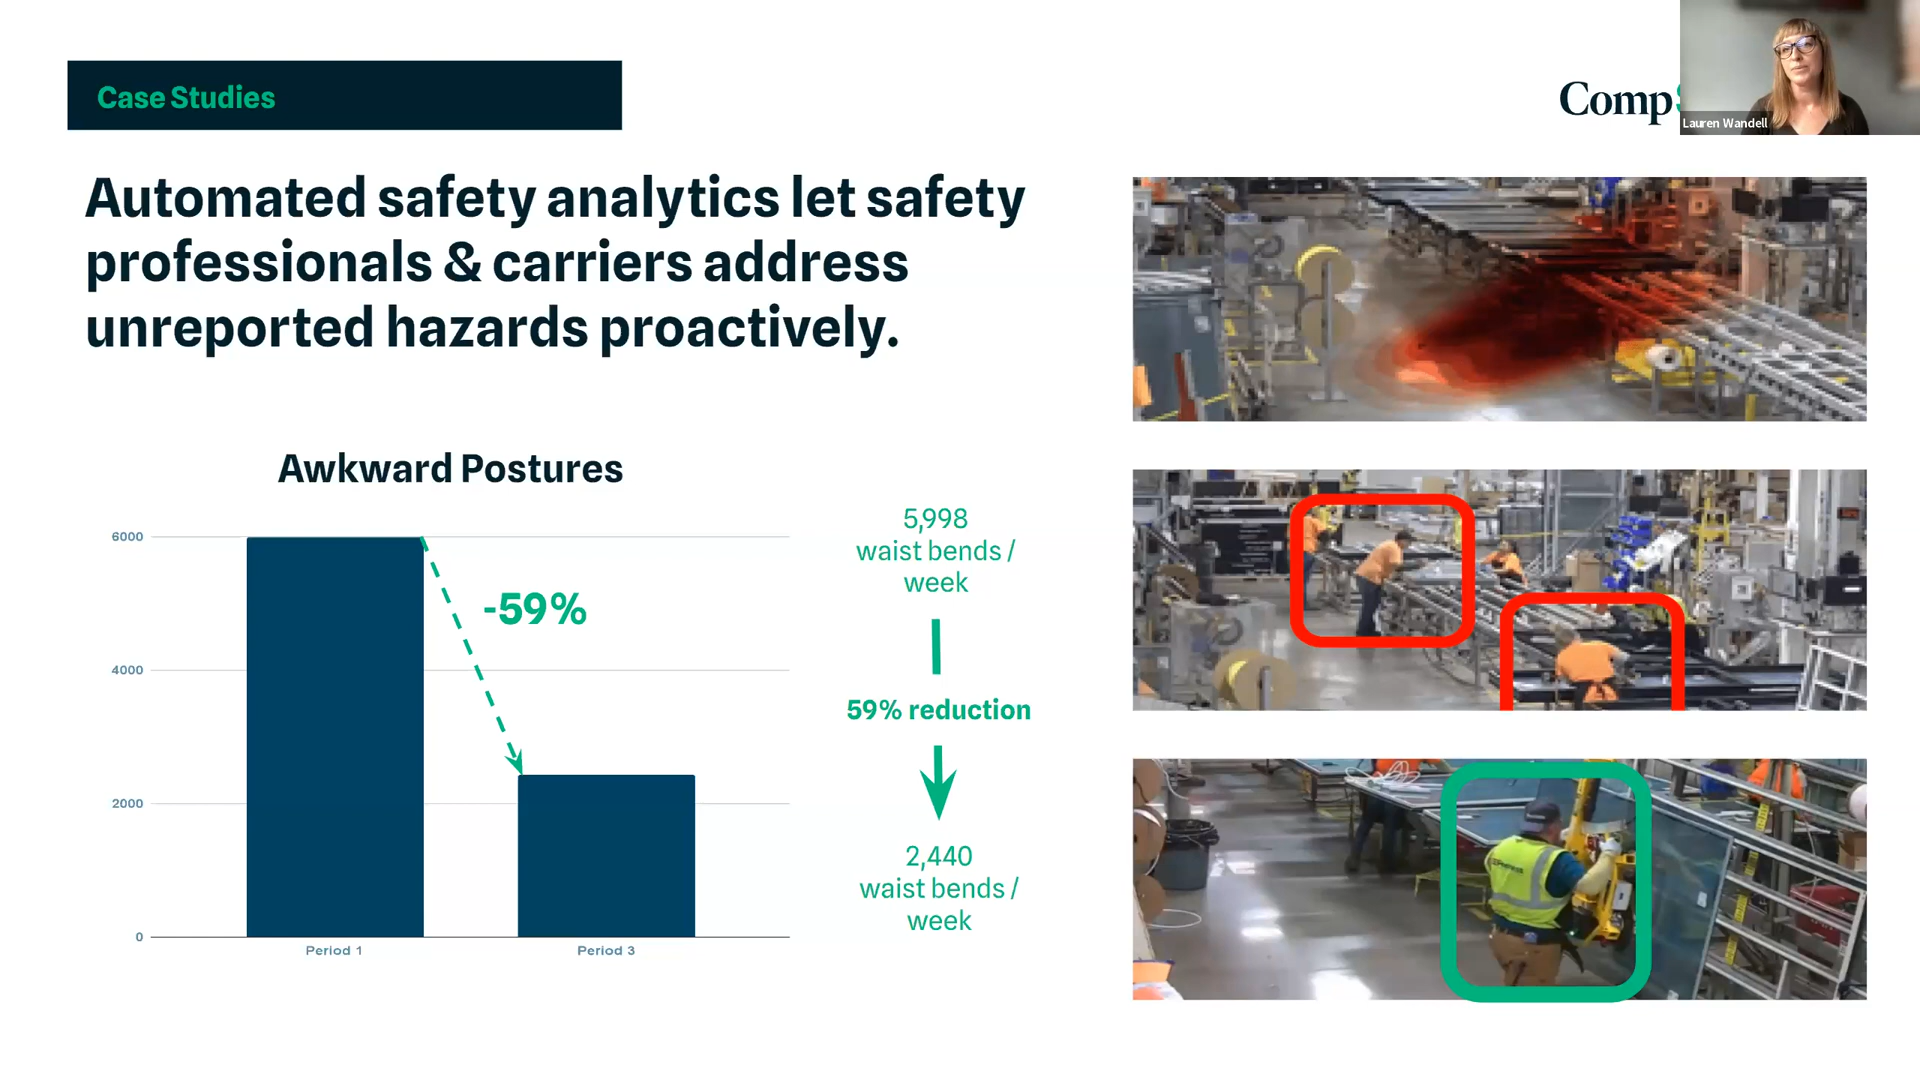 Case Studies
Comp
Lauren Wandell
Automated safety analytics let safety
professionals & carriers address
unreported hazards proactively.
Awkward Postures
6000
4000
2000
0
-59%
Period 1
Period 3
5,998
waist bends /
week
59% reduction
2,440
waist bends /
week